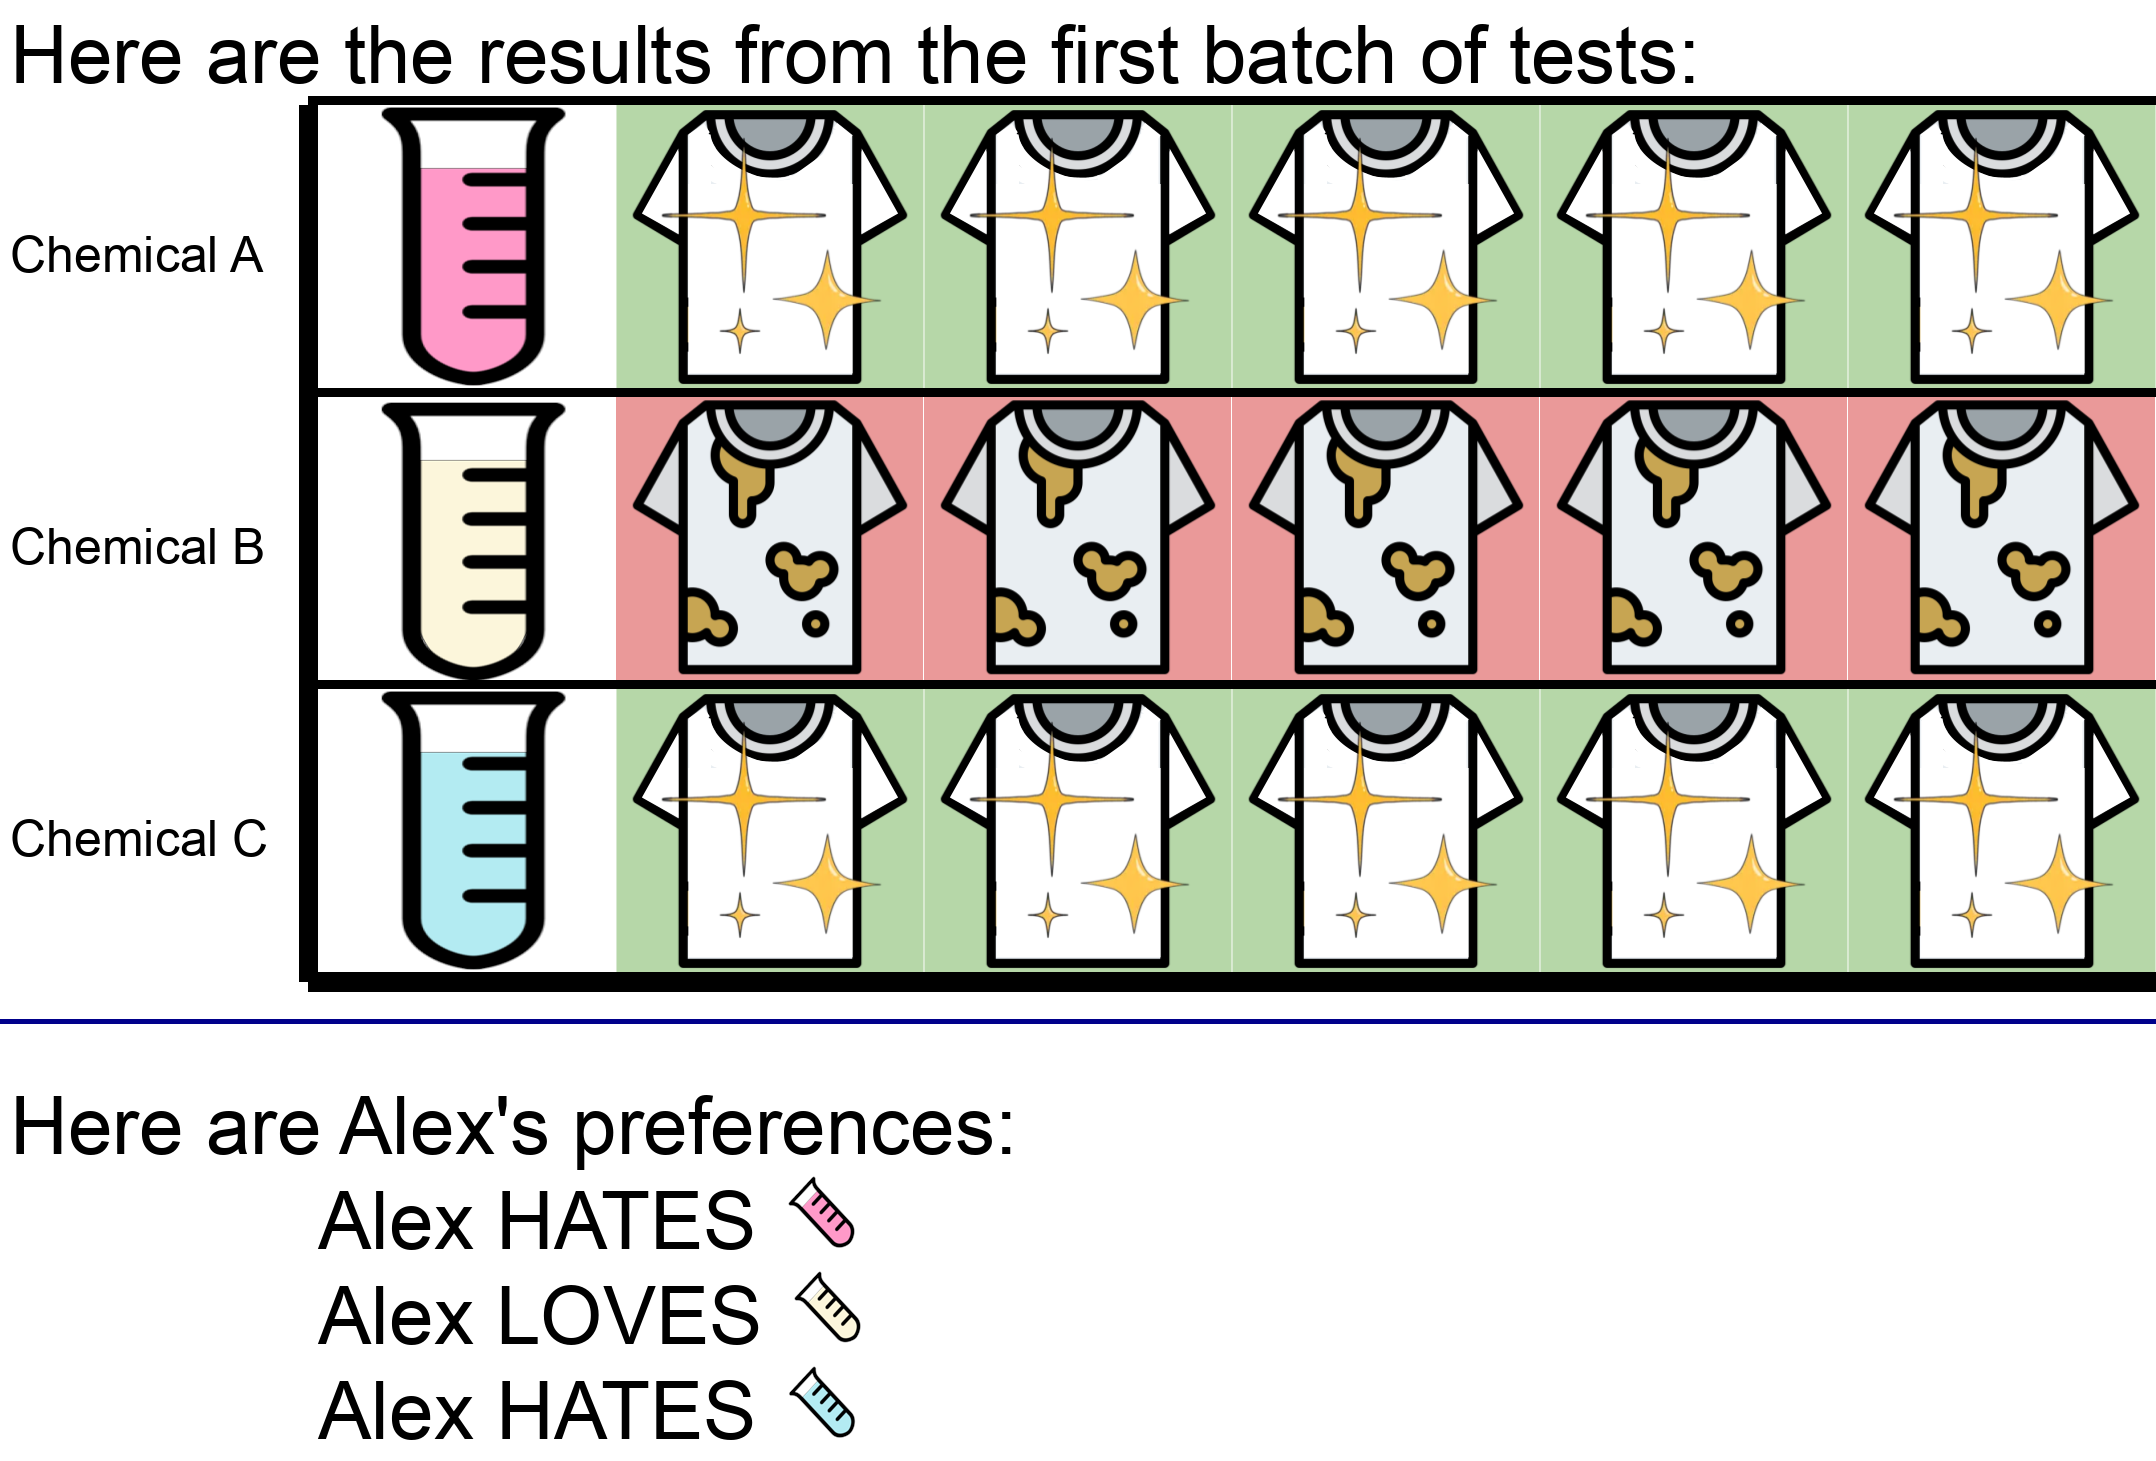 Here are the results from the first batch of tests:
Chemical A
Chemical B
Chemical C
Here are Alex's preferences:
Alex HATES
Alex LOVES
Alex HATES